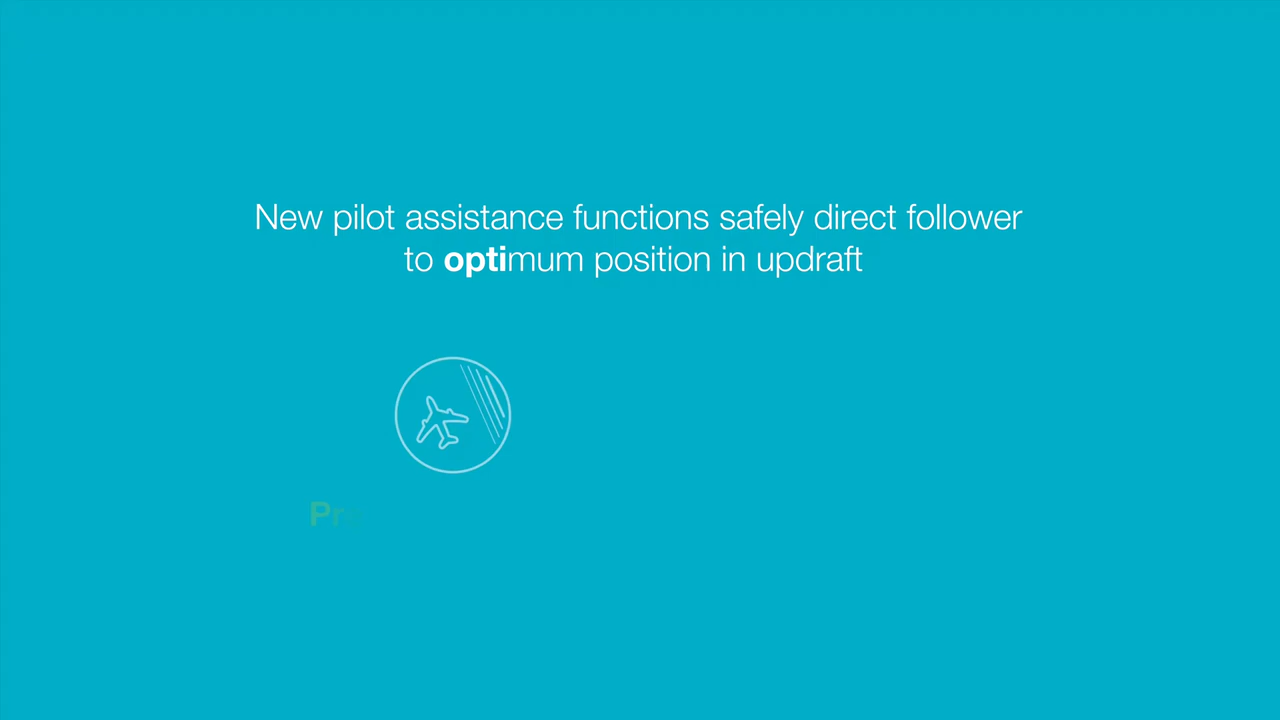 New pilot assistance functions safely direct follower
to optimum position in updraft